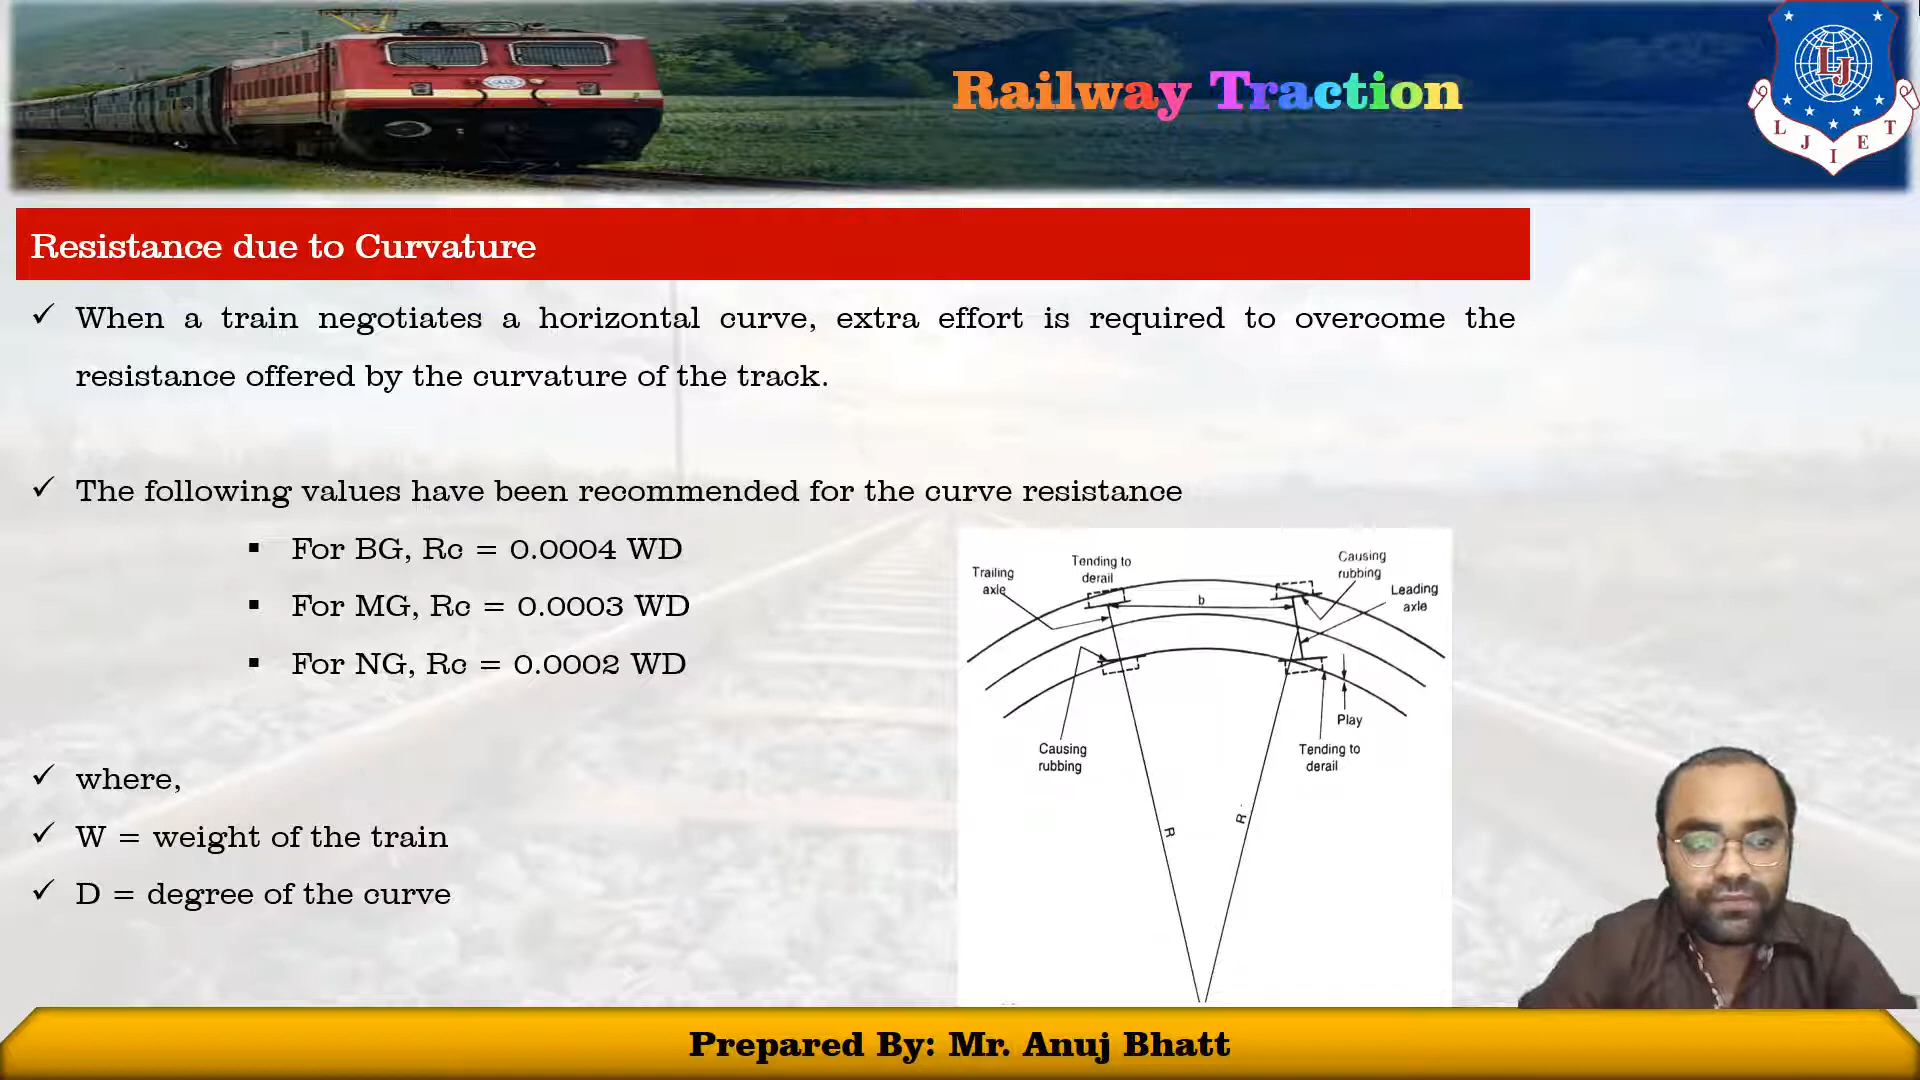 Railway Traction
LJ
L J I E T
Resistance due to Curvature
✓ When a train negotiates a horizontal curve, extra effort is required to overcome the
resistance offered by the curvature of the track.
✓ The following values have been recommended for the curve resistance
▪ For BG, Rc = 0.0004 WD
▪ For MG, Rc = 0.0003 WD
▪ For NG, Rc = 0.0002 WD
✓ where,
✓ W = weight of the train
✓ D = degree of the curve
Trailing
axle
Tending to
derail
Causing
rubbing
Leading
axle
b
Play
Causing
rubbing
Tending to
derail
R
R
Prepared By: Mr. Anuj Bhatt